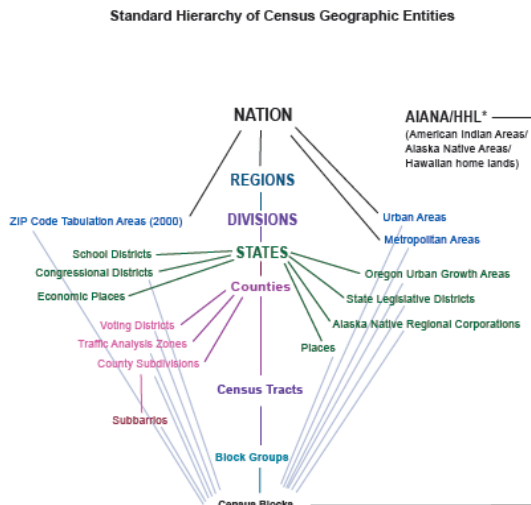 Standard Hierarchy of Census Geographic Entities
NATION
AIANA/HHL*
(American Indian Areas/
Alaska Native Areas/
Hawaiian home lands)
REGIONS
ZIP Code Tabulation Areas (2000)
DIVISIONS
Urban Areas
Metropolitan Areas
School Districts
STATES
Congressional Districts
Oregon Urban Growth Areas
Economic Places
Counties
State Legislative Districts
Voting Districts
Alaska Native Regional Corporations
Traffic Analysis Zones
Places
County Subdivisions
Census Tracts
Subbarrios
Block Groups
Census Blocks